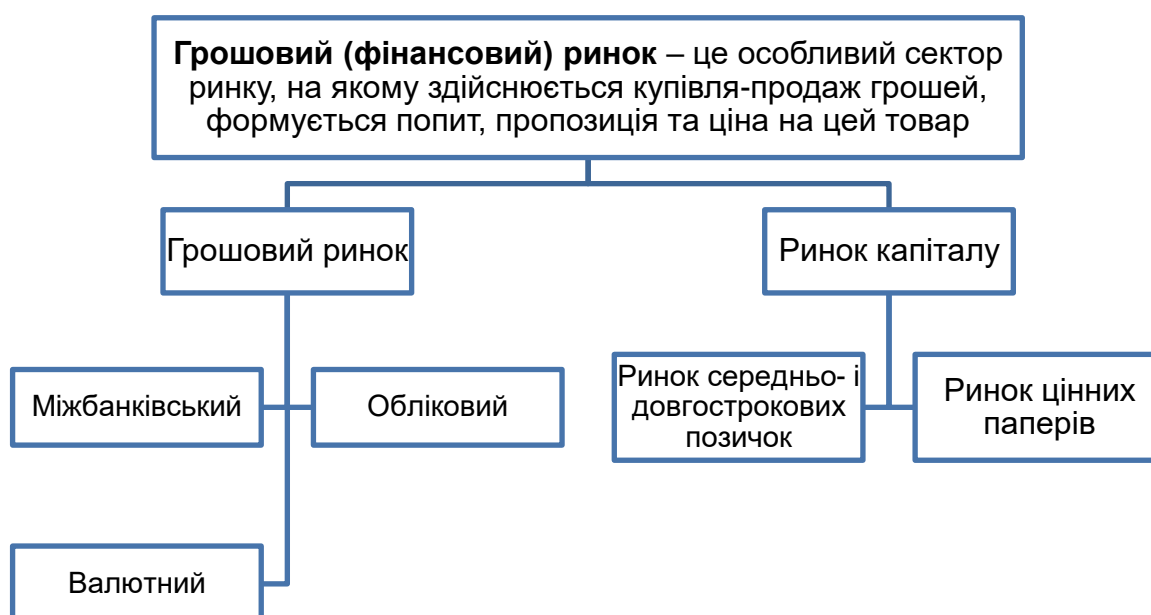 Грошовий (фінансовий) ринок – це особливий сектор
ринку, на якому здійснюється купівля-продаж грошей,
формується попит, пропозиція та ціна на цей товар
Грошовий ринок
Ринок капіталу
Міжбанківський
Обліковий
Ринок середньо- і
довгострокових
позичок
Ринок цінних
паперів
Валютний